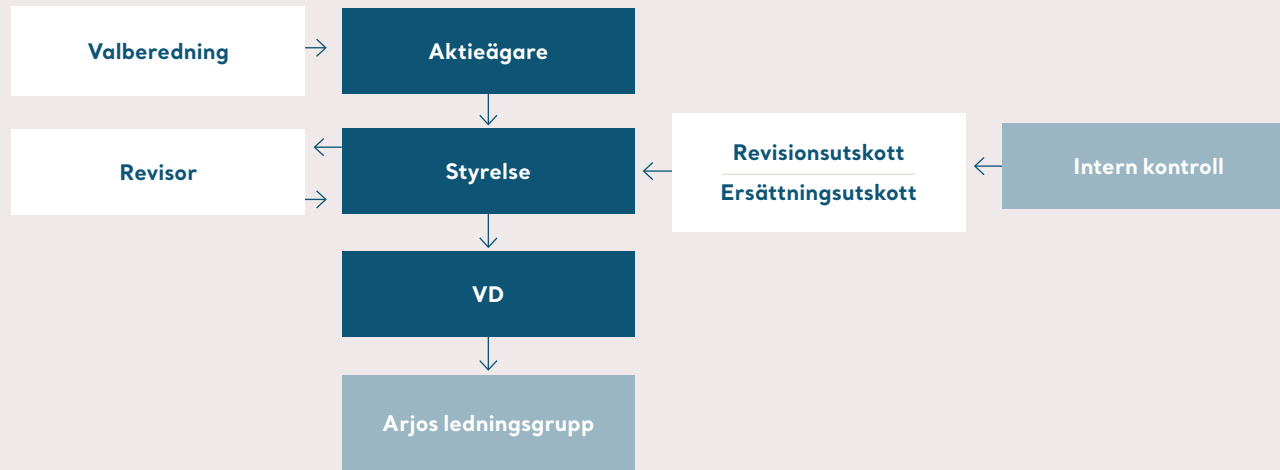 Valberedning
Aktieägare
Revisor
Styrelse
Revisionsutskott
Ersättningsutskott
Intern kontroll
VD
Arjos ledningsgrupp